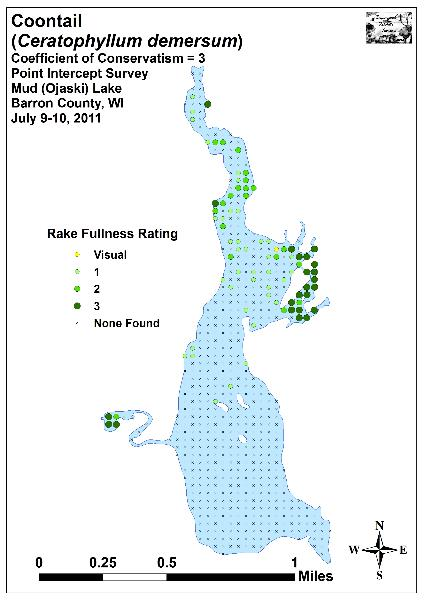 Coontail
(Ceratophyllum demersum)
Coefficient of Conservatism = 3
Point Intercept Survey
Mud (Ojaski) Lake
Barron County, WI
July 9-10, 2011
Rake Fullness Rating
Visual
1
2
3
None Found
N
W E
S
0 0.25 0.5 1
Miles